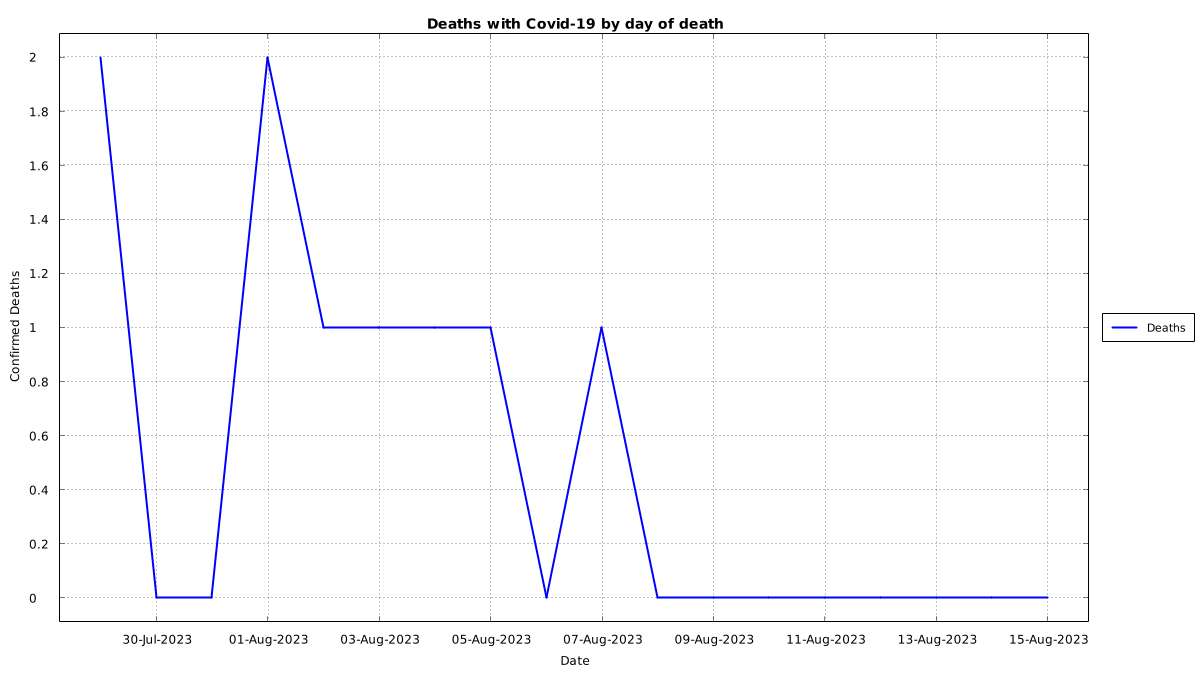 Deaths with Covid-19 by day of death
Confirmed Deaths
2
1.8
1.6
1.4
1.2
1
0.8
0.6
0.4
0.2
0
30-Jul-2023 01-Aug-2023 03-Aug-2023 05-Aug-2023 07-Aug-2023 09-Aug-2023 11-Aug-2023 13-Aug-2023 15-Aug-2023
Date
Deaths